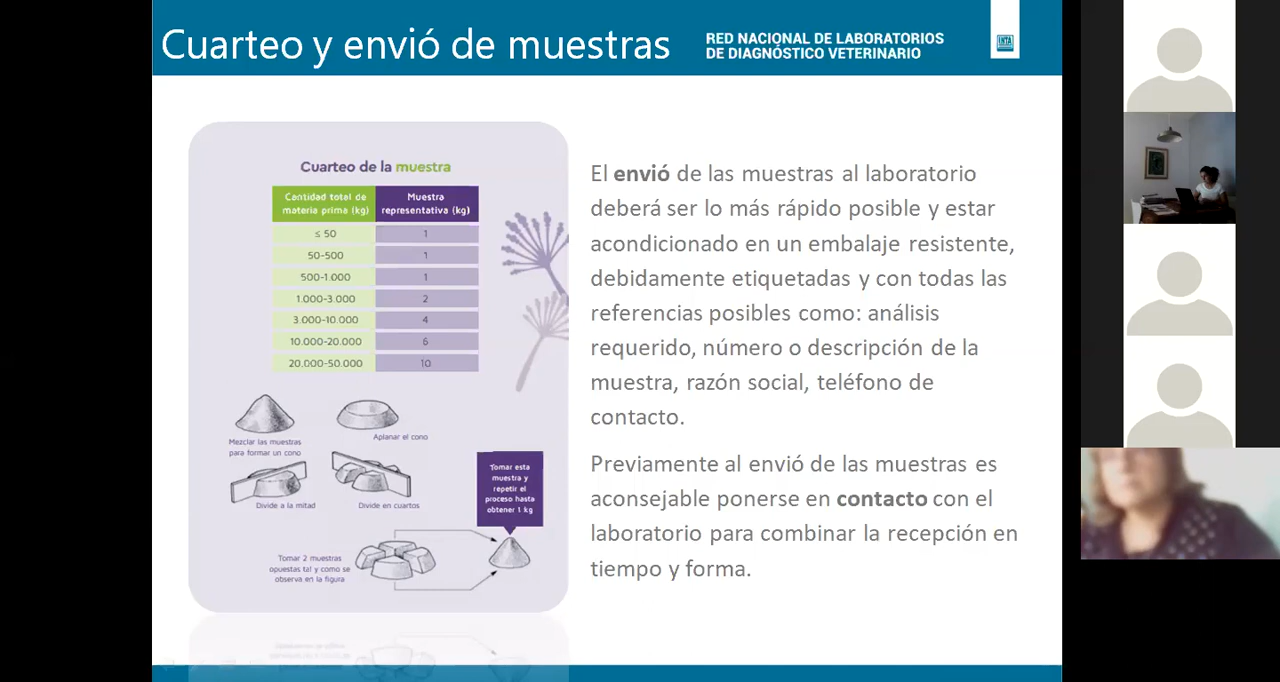 Cuarteo y envió de muestras
RED NACIONAL DE LABORATORIOS
DE DIAGNÓSTICO VETERINARIO
INTA
Cuarteo de la muestra
Cantidad total de materia prima (kg) Muestra representativa (kg)
≤ 50 1
50-500 1
500-1.000 1
1.000-3.000 2
3.000-10.000 4
10.000-20.000 6
20.000-50.000 10
Mezclar las muestras
para formar un cono
Aplanar el cono
Divide a la mitad
Divide en cuartos
Tomar esta
muestra y
repetir el
proceso hasta
obtener 1 kg
Tomar 2 muestras
opuestas tal y como se
observa en la figura
El envió de las muestras al laboratorio
deberá ser lo más rápido posible y estar
acondicionado en un embalaje resistente,
debidamente etiquetadas y con todas las
referencias posibles como: análisis
requerido, número o descripción de la
muestra, razón social, teléfono de
contacto.
Previamente al envió de las muestras es
aconsejable ponerse en contacto con el
laboratorio para combinar la recepción en
tiempo y forma.